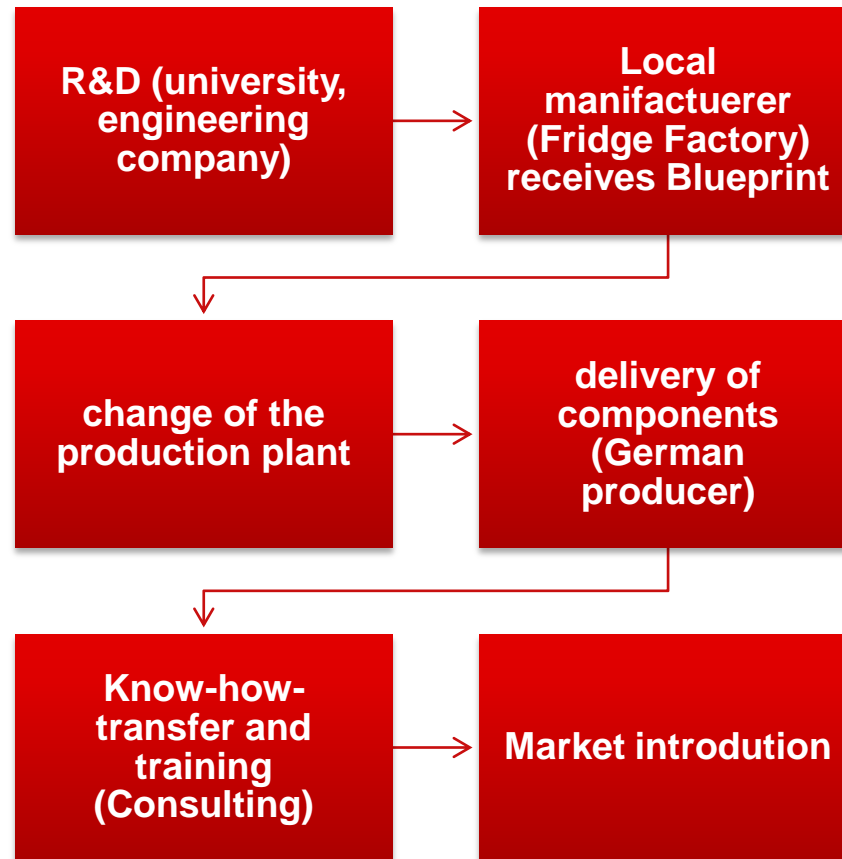 R&D (university,
engineering
company)
Local
manifactuerer
(Fridge Factory)
receives Blueprint
change of the
production plant
delivery of
components
(German
producer)
Know-how-
transfer and
training
(Consulting)
Market introdution